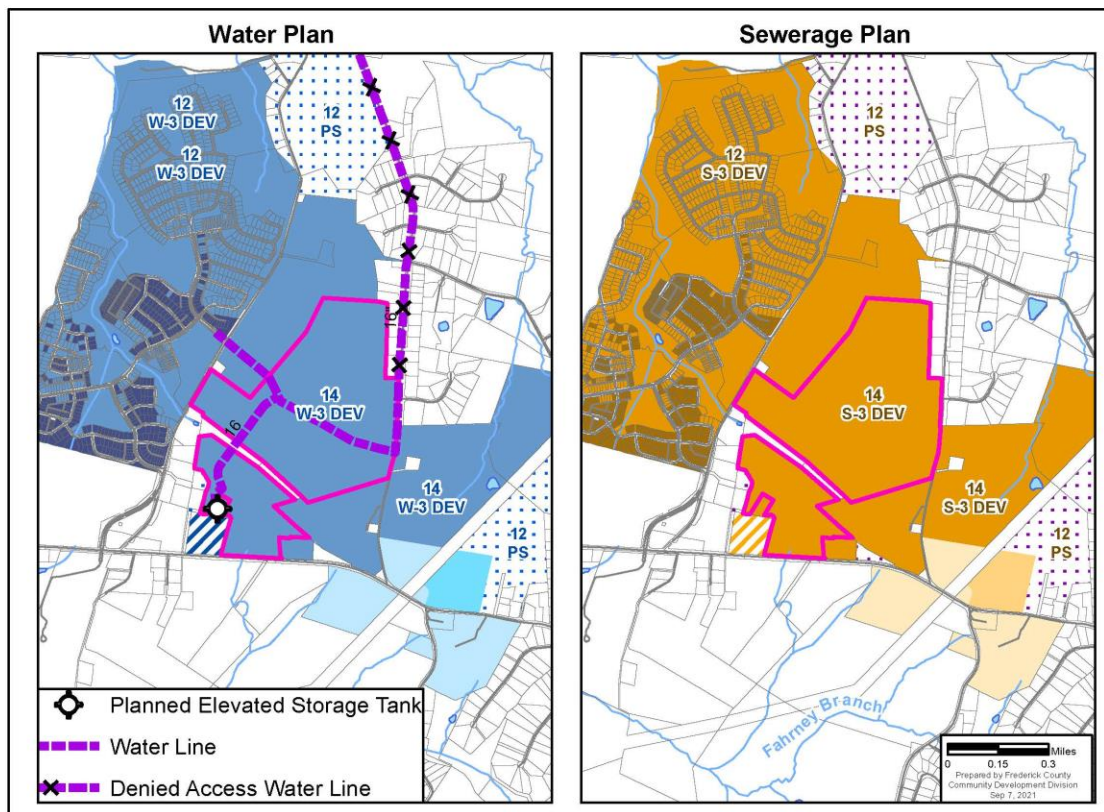 Water Plan
12
W-3 DEV
12
W-3 DEV
12
PS
16"
14
W-3 DEV
16
14
W-3 DEV
12
PS
Planned Elevated Storage Tank
Water Line
Denied Access Water Line
Sewerage Plan
12
PS
12
S-3 DEV
14
S-3 DEV
14
S-3 DEV
12
PS
Fahrney Branch
Miles
0 0.15 0.3
Prepared by Frederick County
Community Development Division
Sep 7, 2021